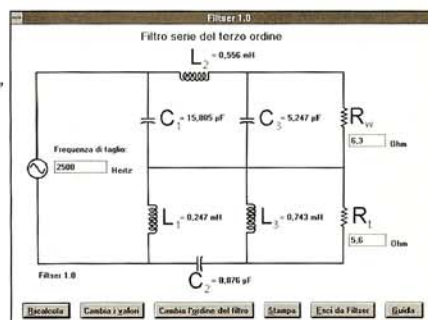 Filtser 1.0
Filtro serie del terzo ordine
L2 = 0,556 mH
C1 = 15,805 µF
C3 = 5,247 µF
Rw
6,3 Ohm
Frequenza di taglio:
2500 Hertz
L1 = 0,247 mH
L3 = 0,743 mH
Rt
5,6 Ohm
C2 = 8,876 µF
Filtser 1.0
Ricalcola Cambia i valori Cambia l'ordine del filtro Stampa Esci da Filtser Guida